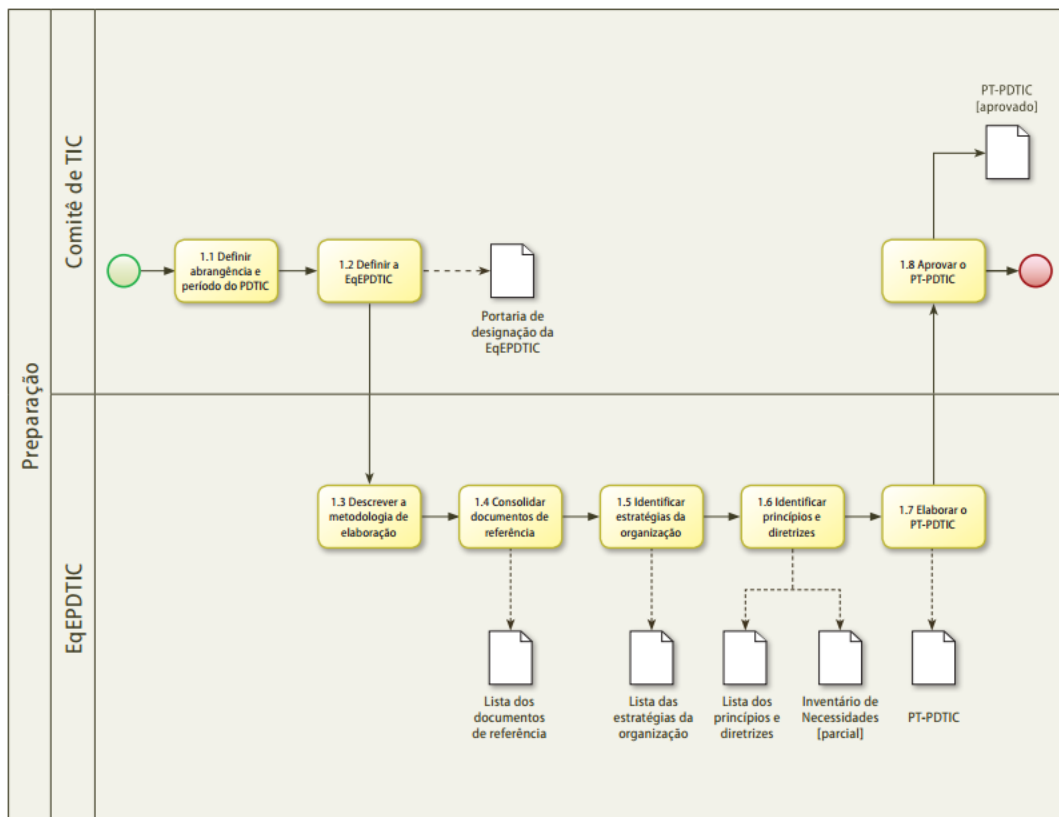 Preparação
Comitê de TIC
PT-PDTIC
[aprovado]
1.1 Definir
abrangência e
período do PDTIC
1.2 Definir a
EqEPDTIC
Portaria de
designação da
EqEPDTIC
1.8 Aprovar o
PT-PDTIC
EqEPDTIC
1.3 Descrever a
metodologia de
elaboração
1.4 Consolidar
documentos de
referência
1.5 Identificar
estratégias da
organização
1.6 Identificar
princípios e
diretrizes
1.7 Elaborar o
PT-PDTIC
Lista dos
documentos
de referência
Lista das
estratégias da
organização
Lista dos
princípios e
diretrizes
Inventário de
Necessidades
[parcial]
PT-PDTIC